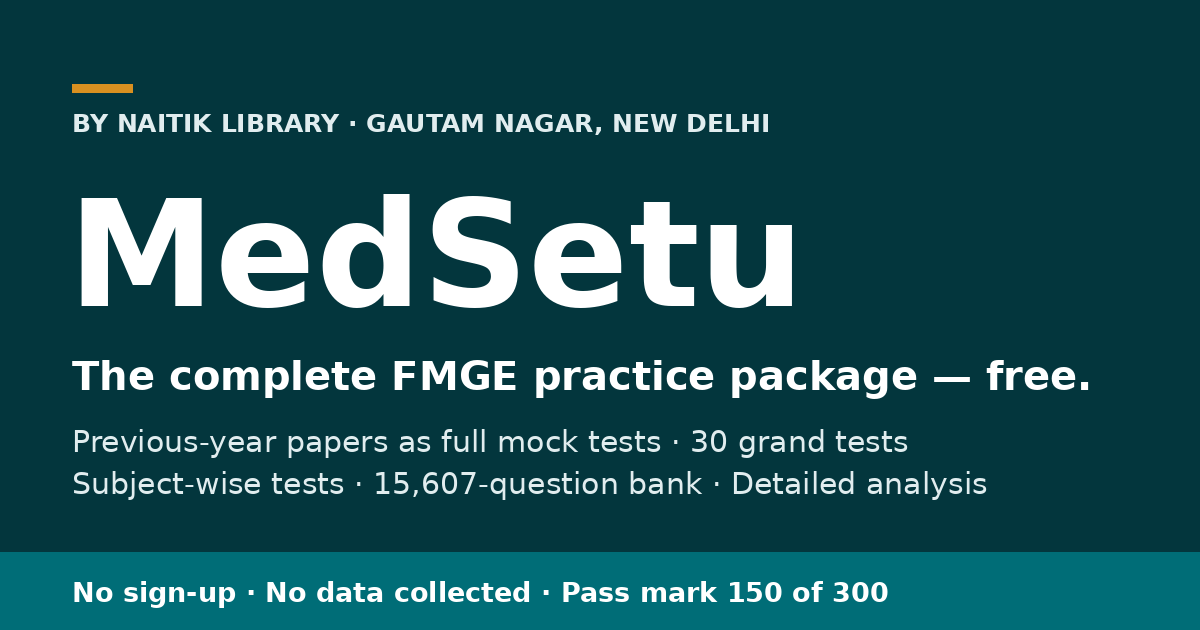 BY NAITIK LIBRARY · GAUTAM NAGAR, NEW DELHI
MedSetu
The complete FMGE practice package — free.
Previous-year papers as full mock tests · 30 grand tests
Subject-wise tests · 15,607-question bank · Detailed analysis
No sign-up · No data collected · Pass mark 150 of 300